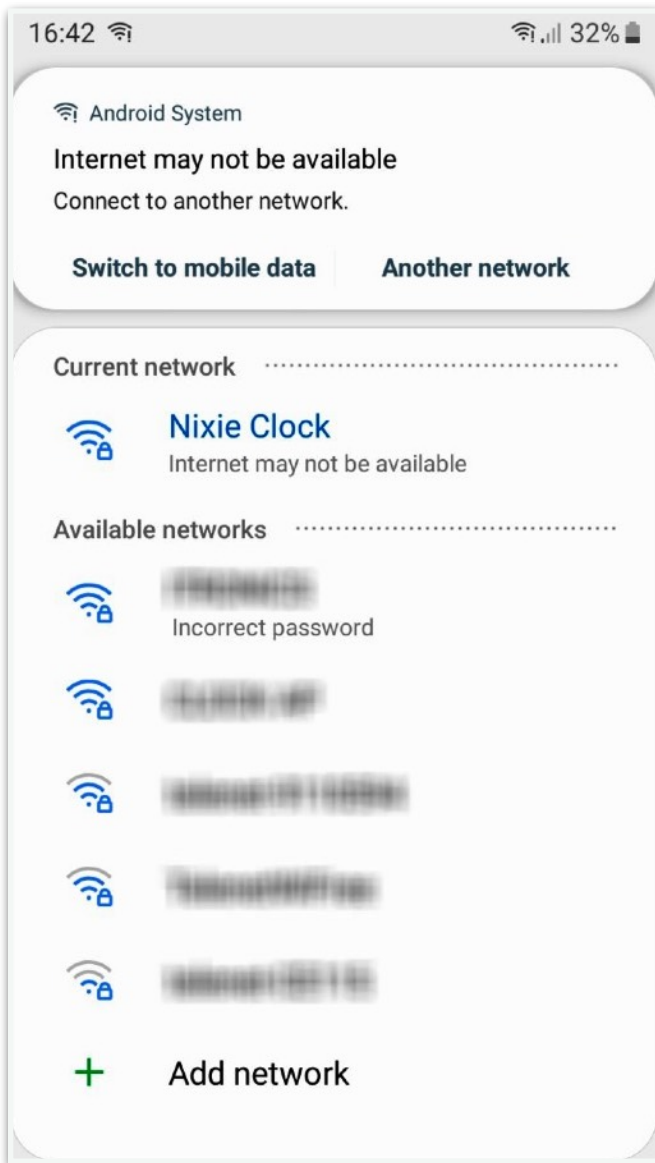 16:42 32%
Android System
Internet may not be available
Connect to another network.
Switch to mobile data Another network
Current network
Nixie Clock
Internet may not be available
Available networks
Incorrect password
Add network